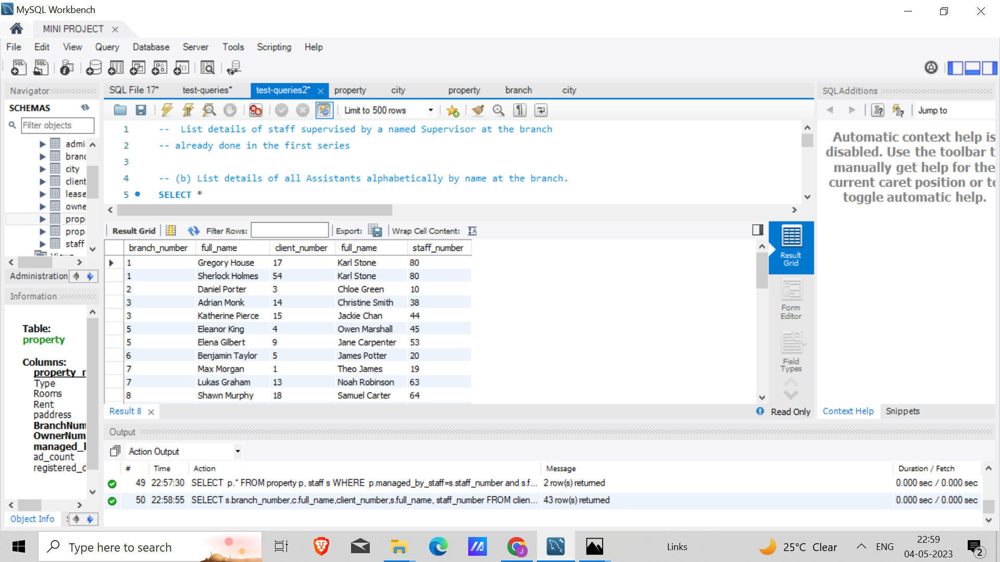 MySQL Workbench
MINI PROJECT
File Edit View Query Database Server Tools Scripting Help
Navigator
SCHEMAS
Filter objects
admi
branc
city
client
lease
owne
prop
prop
staff
Administration
Information
Table:
property
Columns:
property_r
Type
Rooms
Rent
paddress
BranchNum
OwnerNum
managed_l
ad_count
registered_d
Object Info
SQL File 17* test-queries* test-queries2* property city property branch city
Limit to 500 rows
1 -- List details of staff supervised by a named Supervisor at the branch
2 -- already done in the first series
3
4 -- (b) List details of all Assistants alphabetically by name at the branch.
5 SELECT *
Result Grid Filter Rows: Export: Wrap Cell Content:
branch_number full_name client_number full_name staff_number
1 Gregory House 17 Karl Stone 80
1 Sherlock Holmes 54 Karl Stone 80
2 Daniel Porter 3 Chloe Green 10
3 Adrian Monk 14 Christine Smith 38
3 Katherine Pierce 15 Jackie Chan 44
5 Eleanor King 4 Owen Marshall 45
5 Elena Gilbert 9 Jane Carpenter 53
6 Benjamin Taylor 5 James Potter 20
7 Max Morgan 1 Theo James 19
7 Lukas Graham 13 Noah Robinson 63
8 Shawn Murphy 18 Samuel Carter 64
Result Grid
Form Editor
Field Types
Result 8
Read Only
SQLAdditions
Jump to
Automatic context help is
disabled. Use the toolbar t
manually get help for the
current caret position or to
toggle automatic help.
Context Help Snippets
Output
Action Output
# Time Action Message Duration / Fetch
49 22:57:30 SELECT p.* FROM property p, staff s WHERE p.managed_by_staff=s.staff_number and s.f... 2 row(s) returned 0.000 sec / 0.000 sec
50 22:58:55 SELECT s.branch_number,c.full_name,client_number,s.full_name, staff_number FROM clien... 43 row(s) returned 0.000 sec / 0.000 sec
Type here to search
Links
25°C Clear
ENG
22:59
04-05-2023
2